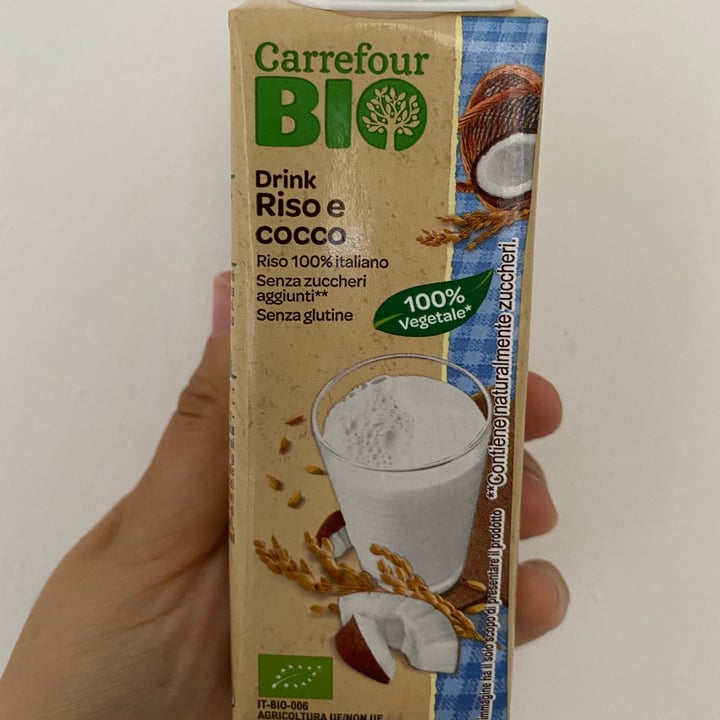 Carrefour
BIO
Drink
Riso e
cocco
Riso 100% italiano
Senza zuccheri
aggiunti**
Senza glutine
100%
Vegetale*
**Contiene naturalmente zuccheri.
immagine ha il solo scopo di presentare il prodotto
IT-BIO-006
AGRICOLTURA UE/NON UE